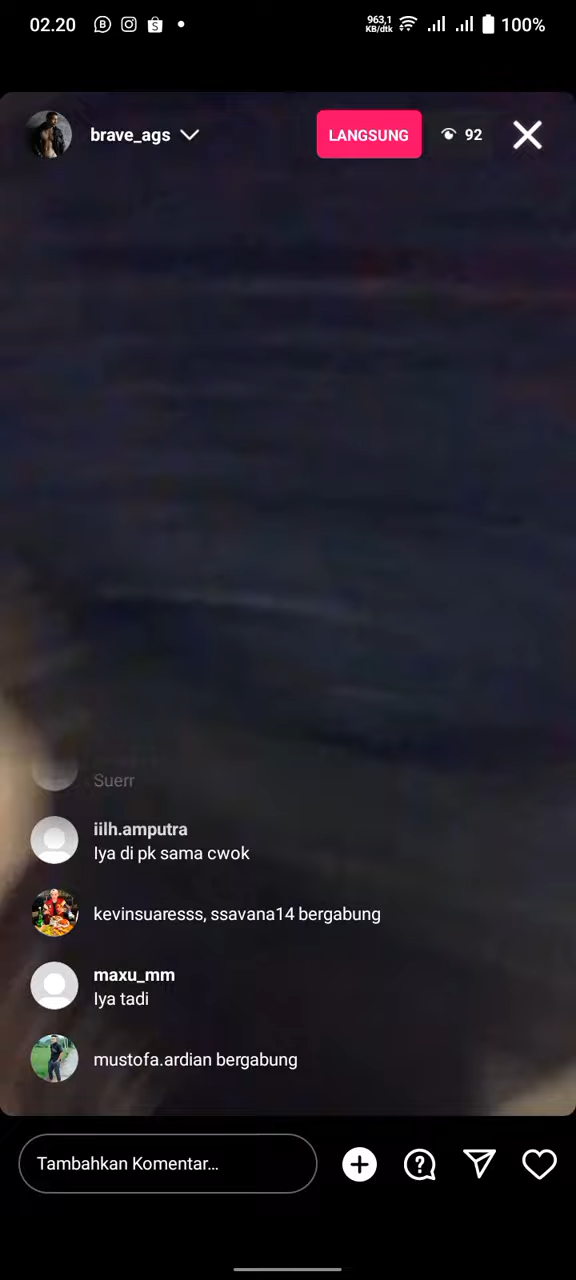 02.20
963,1
KB/dtk
100%
brave_ags
LANGSUNG
92
Suerr
iilh.amputra
Iya di pk sama cwok
kevinsuaresss, ssavana14 bergabung
maxu_mm
Iya tadi
mustofa.ardian bergabung
Tambahkan Komentar...